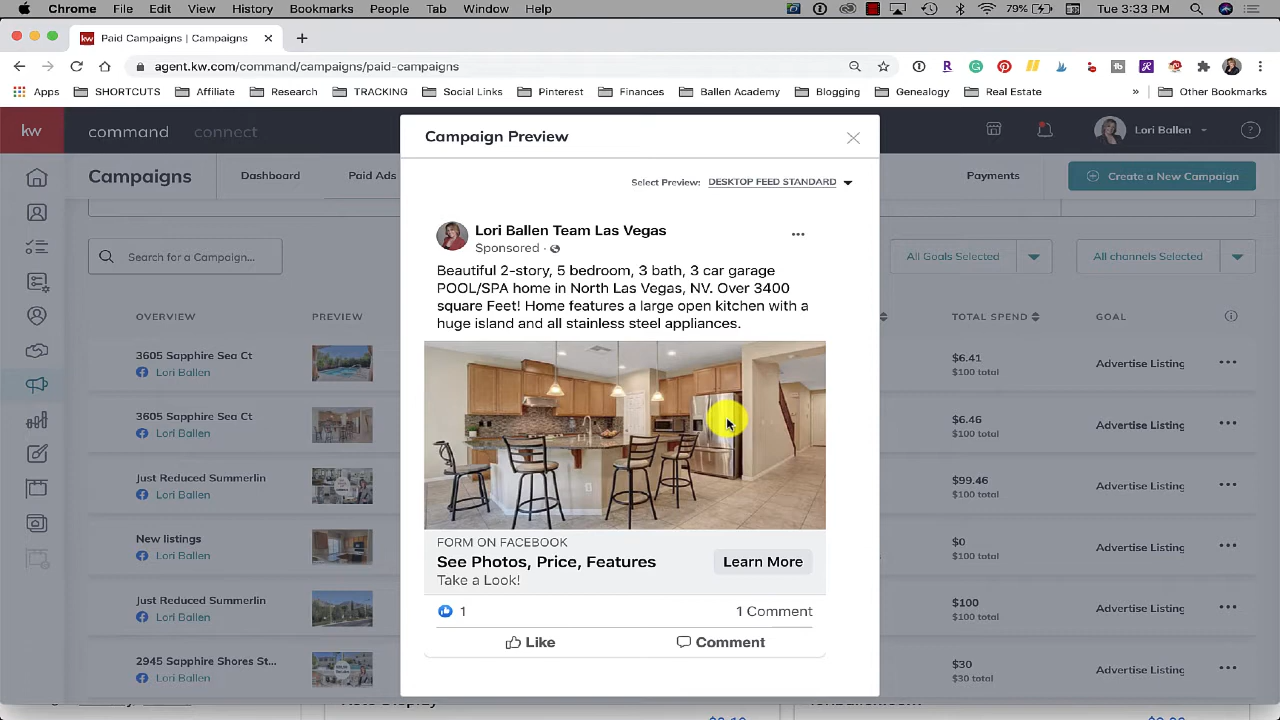 Chrome File Edit View History Bookmarks People Tab Window Help 79% Tue 3:33 PM
kw Paid Campaigns | Campaigns
agent.kw.com/command/campaigns/paid-campaigns
Apps SHORTCUTS Affiliate Research TRACKING Social Links Pinterest Finances Ballen Academy Blogging Genealogy Real Estate » Other Bookmarks
kw command connect Lori Ballen
Campaign Preview
Campaigns Dashboard Paid Ads Payments Create a New Campaign
Select Preview: DESKTOP FEED STANDARD
Search for a Campaign... All Goals Selected All channels Selected
OVERVIEW PREVIEW TOTAL SPEND GOAL
3605 Sapphire Sea Ct
Lori Ballen
$6.41
$100 total
Advertise Listing
3605 Sapphire Sea Ct
Lori Ballen
$6.46
$100 total
Advertise Listing
Just Reduced Summerlin
Lori Ballen
$99.46
$100 total
Advertise Listing
New listings
Lori Ballen
$0
$100 total
Advertise Listing
Just Reduced Summerlin
Lori Ballen
$100
$100 total
Advertise Listing
2945 Sapphire Shores St...
Lori Ballen
$30
$30 total
Advertise Listing
Lori Ballen Team Las Vegas
Sponsored ·
Beautiful 2-story, 5 bedroom, 3 bath, 3 car garage
POOL/SPA home in North Las Vegas, NV. Over 3400
square Feet! Home features a large open kitchen with a
huge island and all stainless steel appliances.
FORM ON FACEBOOK
See Photos, Price, Features
Take a Look!
Learn More
1 1 Comment
Like Comment